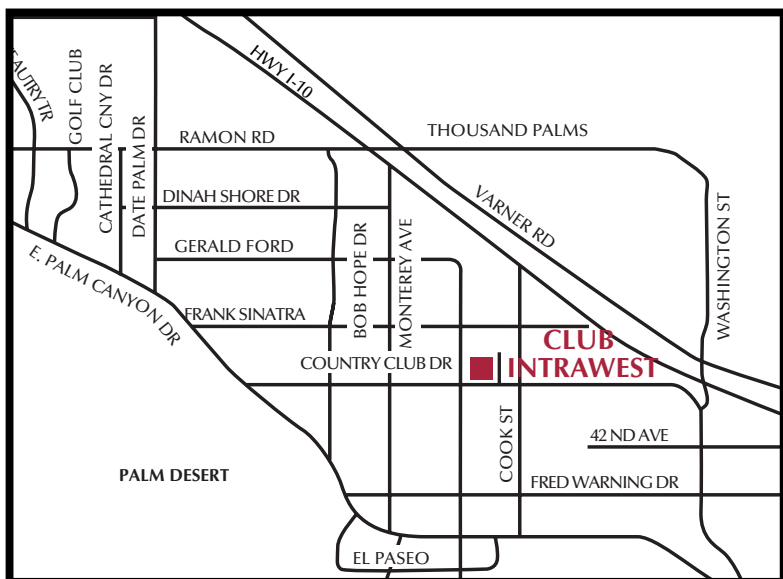 HWY I-10
EAUTRY TR
GOLF CLUB
CATHEDRAL CNY DR
DATE PALM DR
RAMON RD
THOUSAND PALMS
DINAH SHORE DR
VARNER RD
WASHINGTON ST
GERALD FORD
BOB HOPE DR
MONTEREY AVE
E. PALM CANYON DR
FRANK SINATRA
CLUB
INTRAWEST
COUNTRY CLUB DR
COOK ST
42 ND AVE
PALM DESERT
FRED WARNING DR
EL PASEO